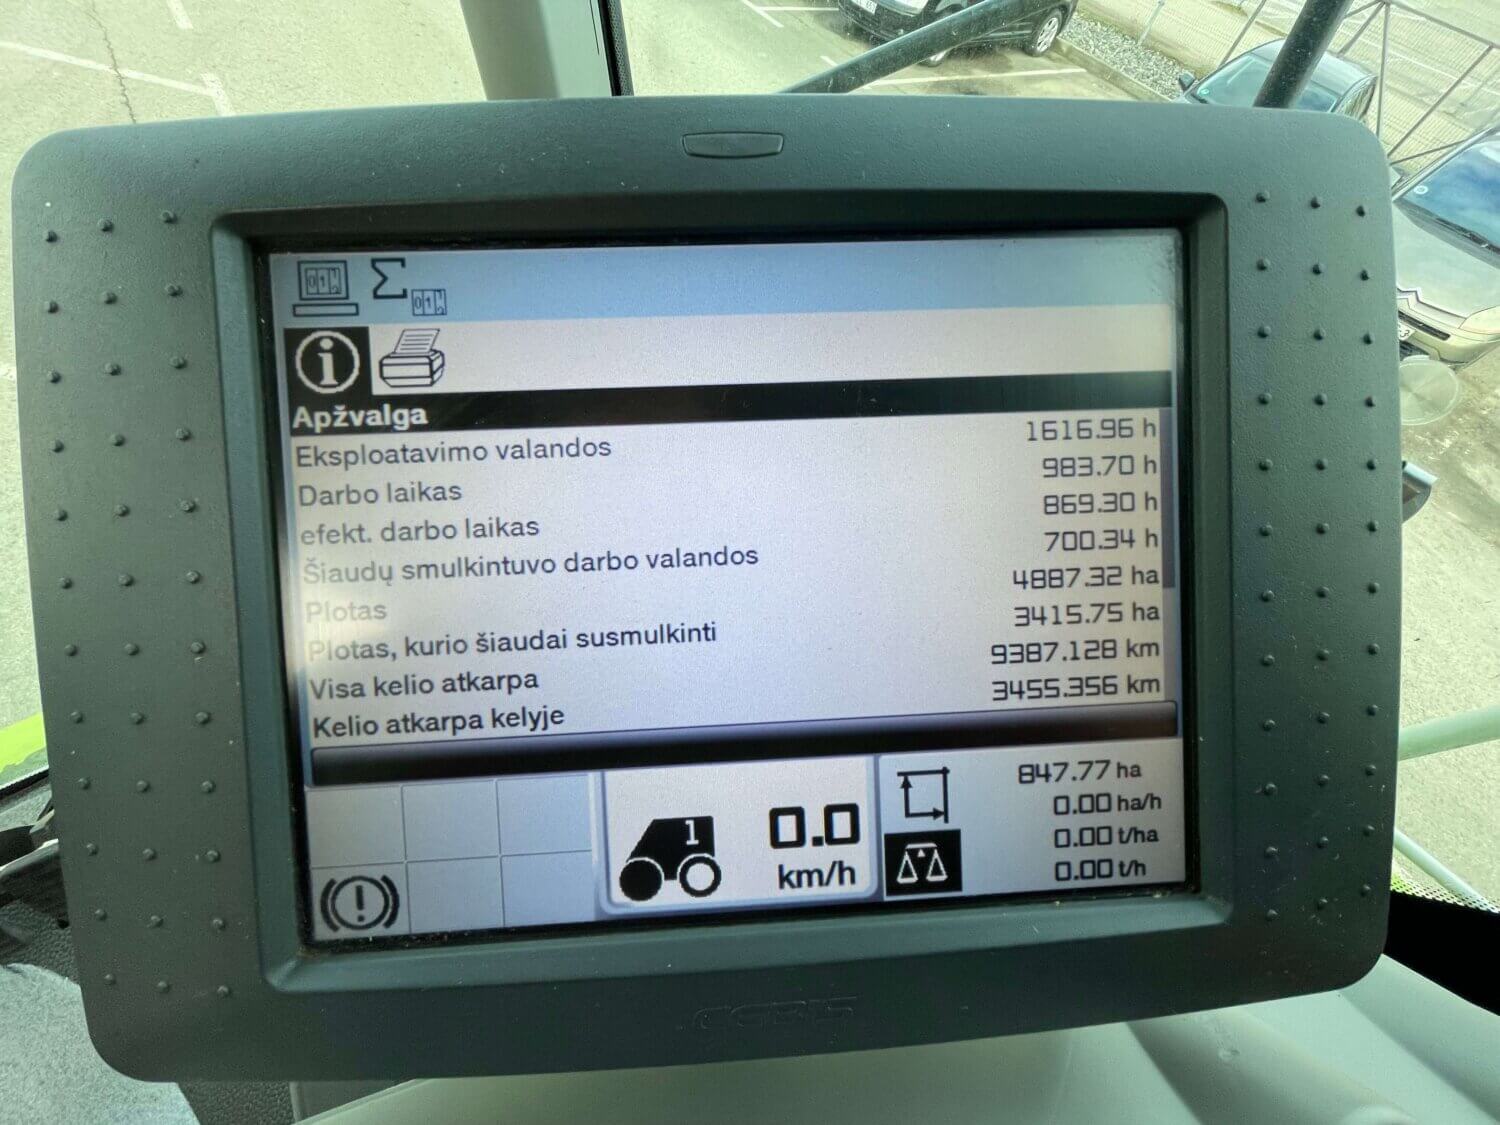 Apžvalga
Eksploatavimo valandos 1616.96 h
Darbo laikas 983.70 h
efekt. darbo laikas 869.30 h
Šiaudų smulkintuvo darbo valandos 700.34 h
Plotas 4887.32 ha
Plotas, kurio šiaudai susmulkinti 3415.75 ha
Visa kelio atkarpa 9387.128 km
Kelio atkarpa kelyje 3455.356 km
1
0.0
km/h
847.77 ha
0.00 ha/h
0.00 t/ha
0.00 t/h
CEBIS